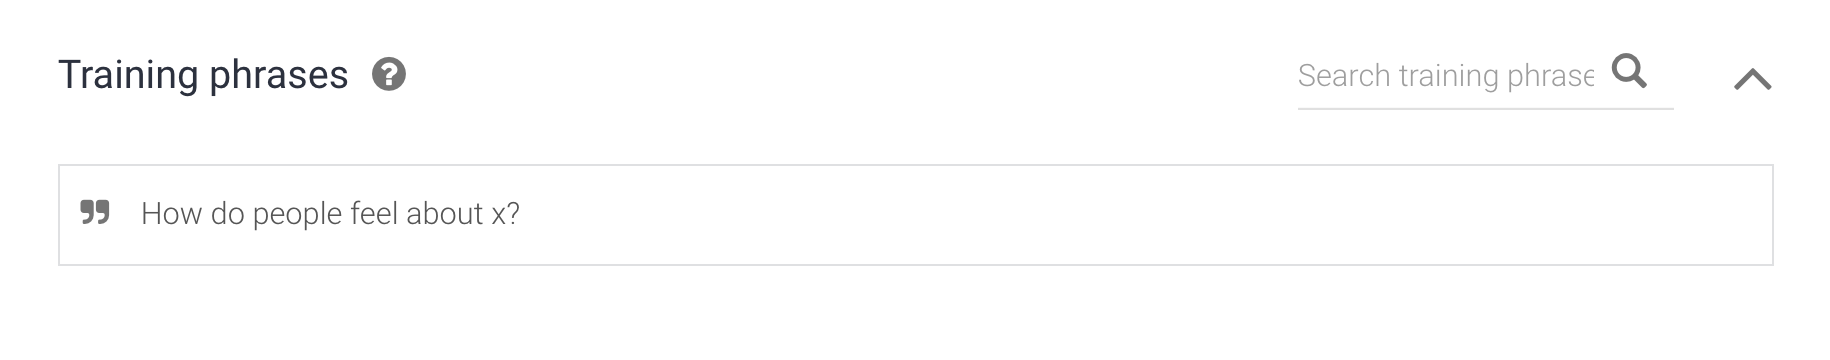 Training phrases
Search training phrase
How do people feel about x?